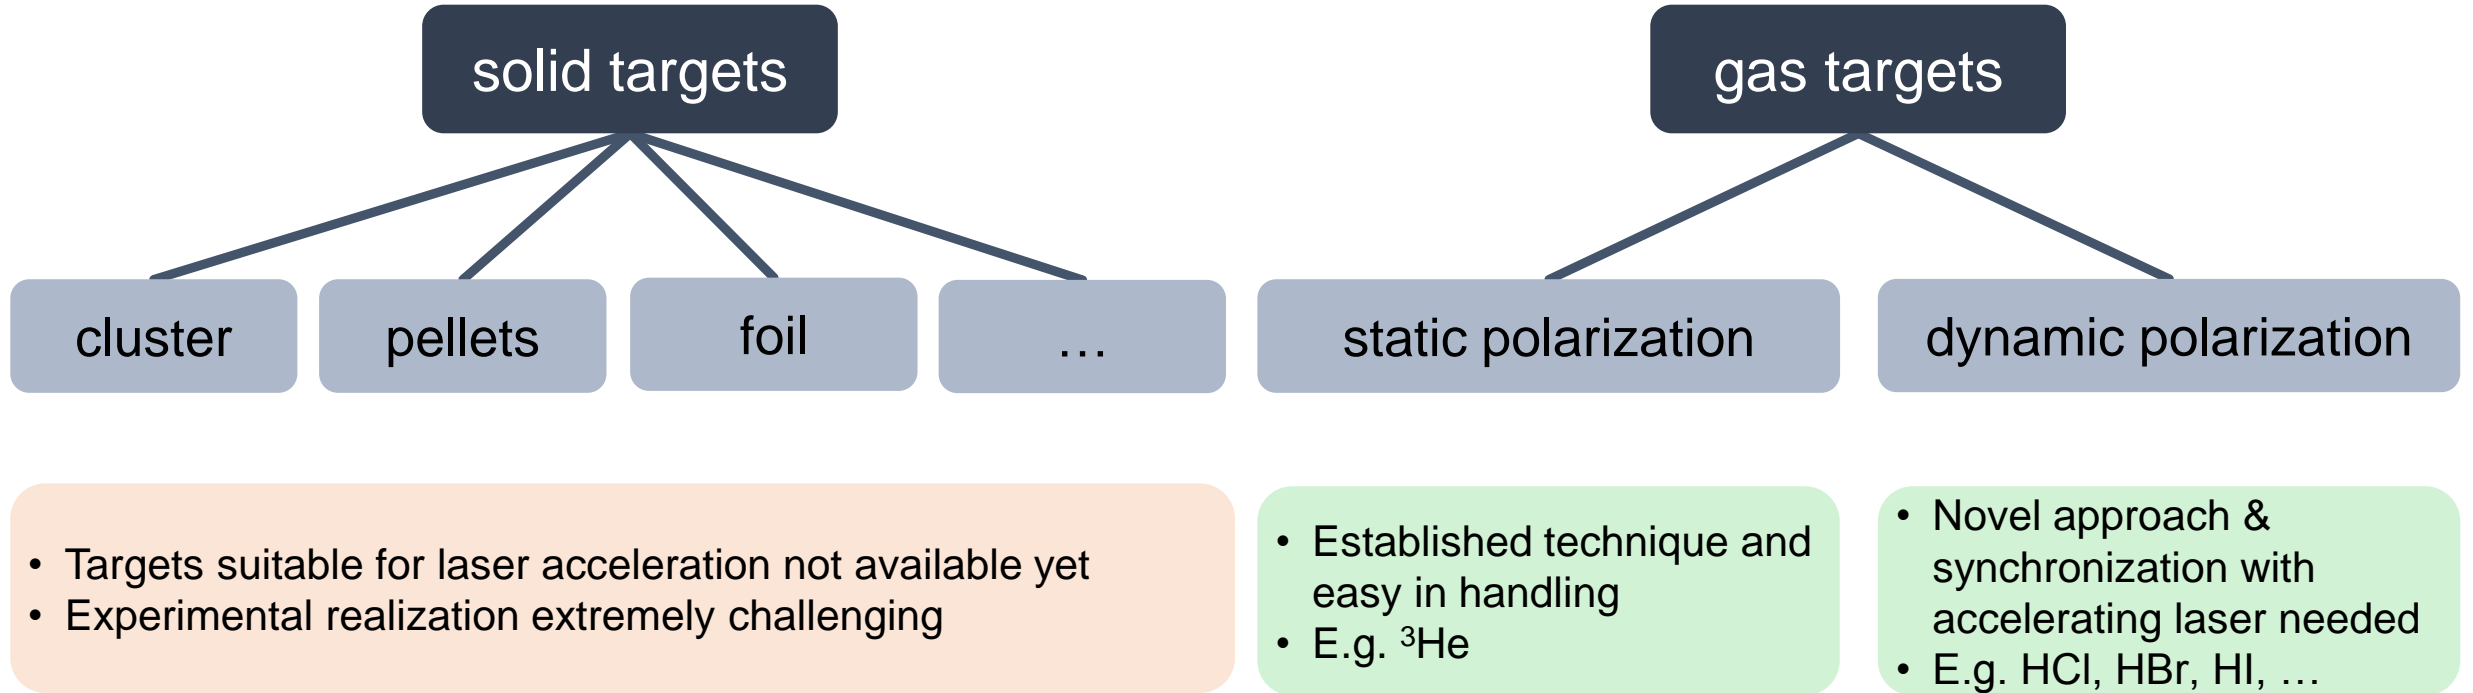 solid targets
gas targets
cluster
pellets
foil
…
static polarization
dynamic polarization
• Targets suitable for laser acceleration not available yet
• Experimental realization extremely challenging
• Established technique and
easy in handling
• E.g. ³He
• Novel approach &
synchronization with
accelerating laser needed
• E.g. HCl, HBr, HI, …